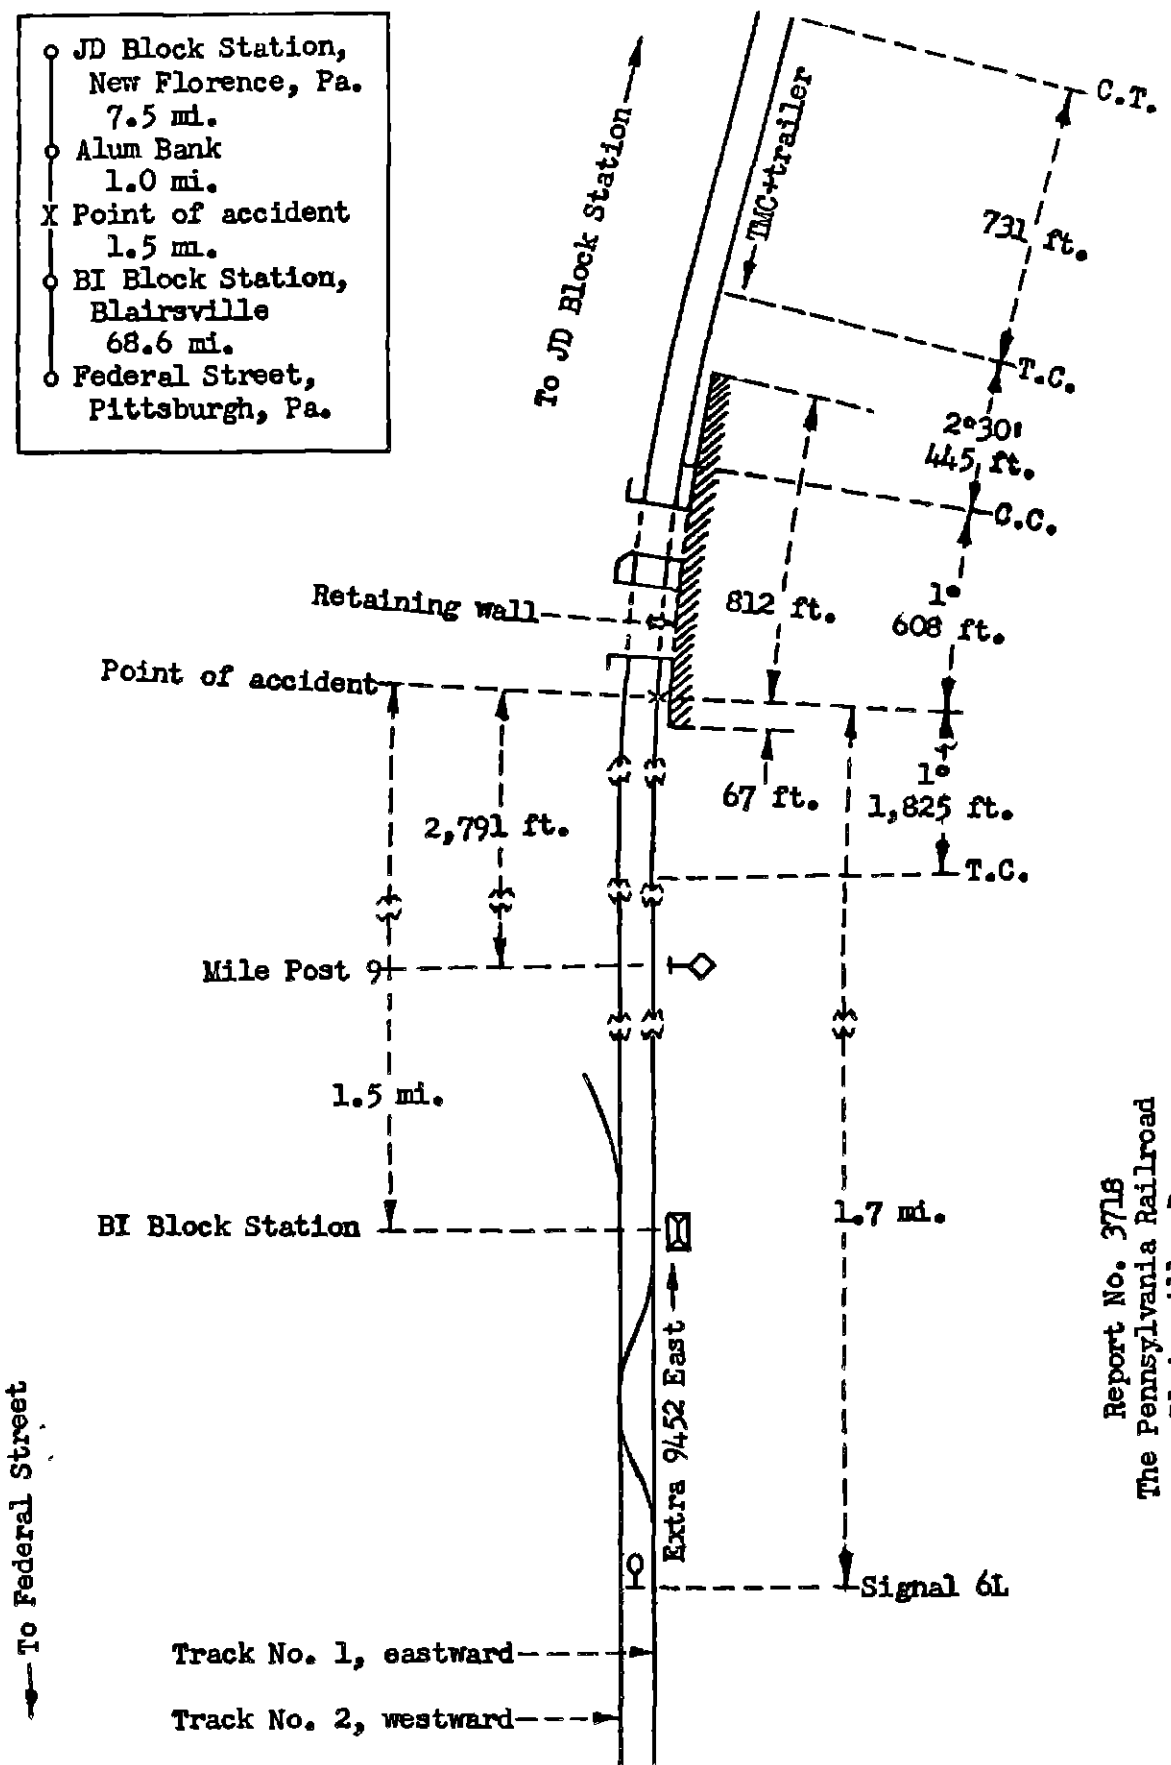 JD Block Station,
New Florence, Pa.
7.5 mi.
Alum Bank
1.0 mi.
X Point of accident
1.5 mi.
BI Block Station,
Blairsville
68.6 mi.
Federal Street,
Pittsburgh, Pa.
To JD Block Station
TMC+trailer
C.T.
731 ft.
T.C.
2°30'
445 ft.
C.C.
1°
608 ft.
812 ft.
Retaining wall
Point of accident
67 ft.
1°
1,825 ft.
T.C.
2,791 ft.
Mile Post 9
1.5 mi.
BI Block Station
1.7 mi.
Extra 9452 East
Signal 6L
To Federal Street
Track No. 1, eastward
Track No. 2, westward
Report No. 3718
The Pennsylvania Railroad